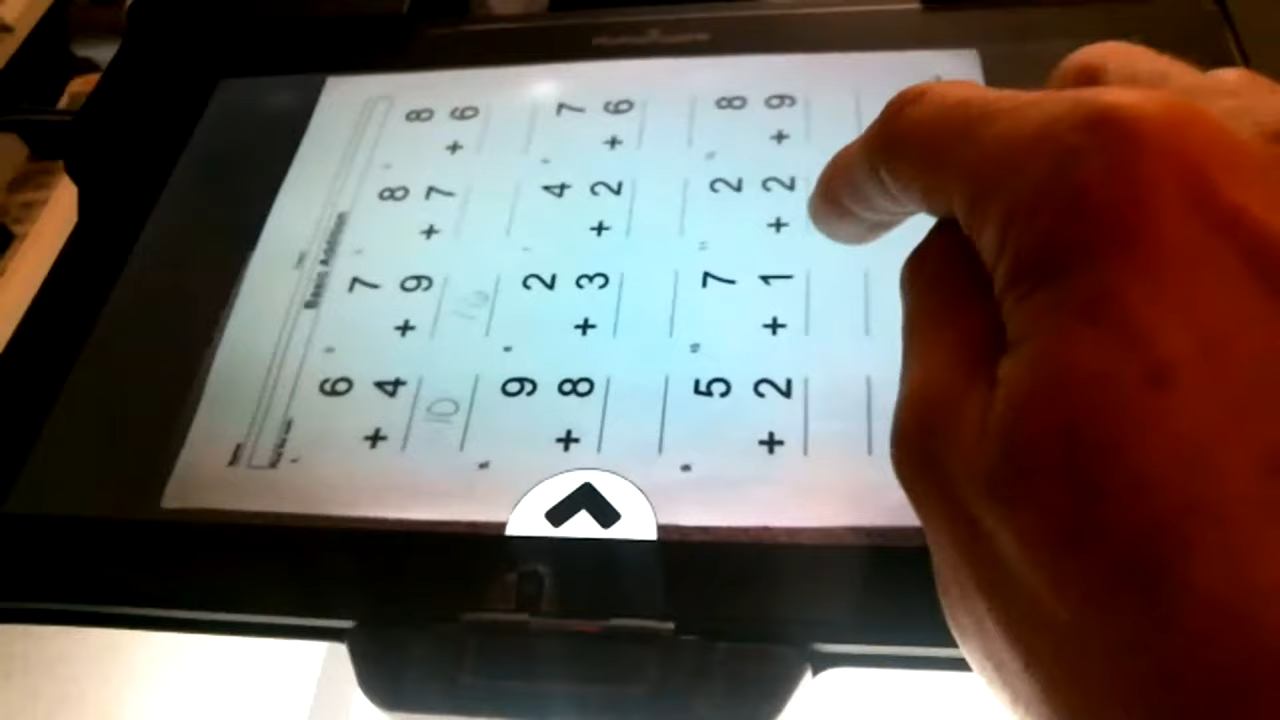 Basic Addition
6 7 8 8
+ 4 + 9 + 7 + 6
10 16
9 2 4 7
+ 8 + 3 + 2 + 6
5 7 2 8
+ 2 + 1 + 2 + 9